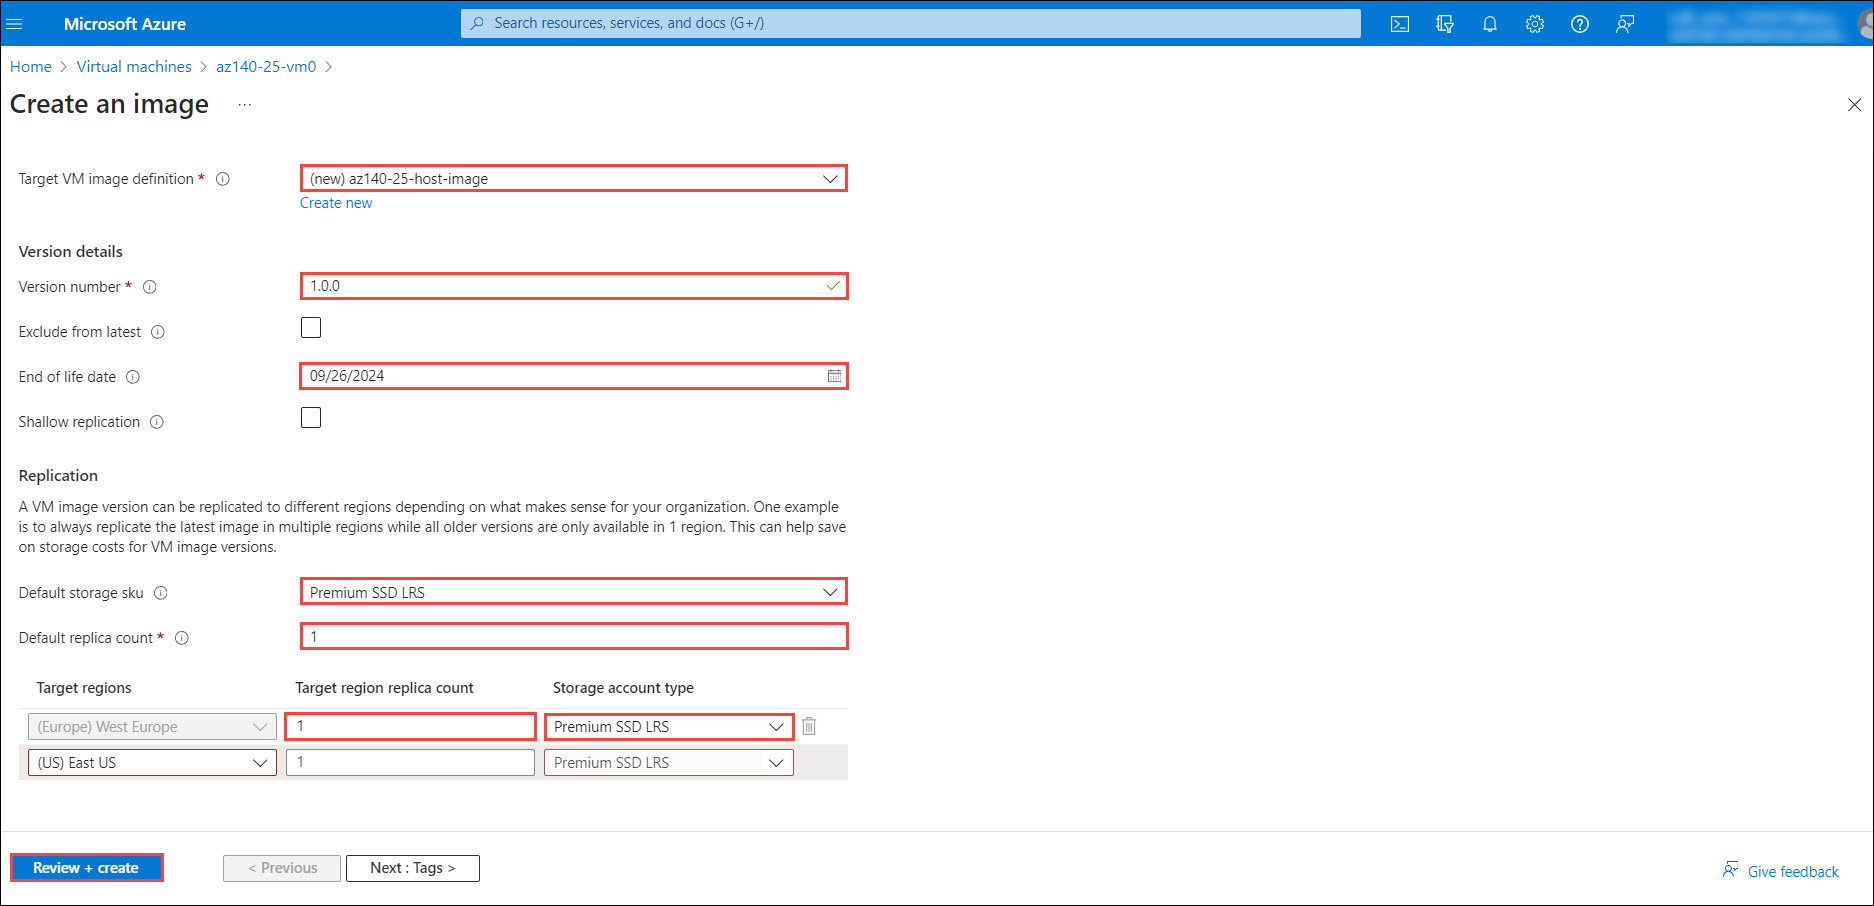 Microsoft Azure
Search resources, services, and docs (G+/)
Home > Virtual machines > az140-25-vm0 >
Create an image ...
Target VM image definition *
(new) az140-25-host-image
Create new
Version details
Version number *
1.0.0
Exclude from latest
End of life date
09/26/2024
Shallow replication
Replication
A VM image version can be replicated to different regions depending on what makes sense for your organization. One example
is to always replicate the latest image in multiple regions while all older versions are only available in 1 region. This can help save
on storage costs for VM image versions.
Default storage sku
Premium SSD LRS
Default replica count *
1
Target regions Target region replica count Storage account type
(Europe) West Europe 1 Premium SSD LRS
(US) East US 1 Premium SSD LRS
Review + create < Previous Next : Tags > Give feedback